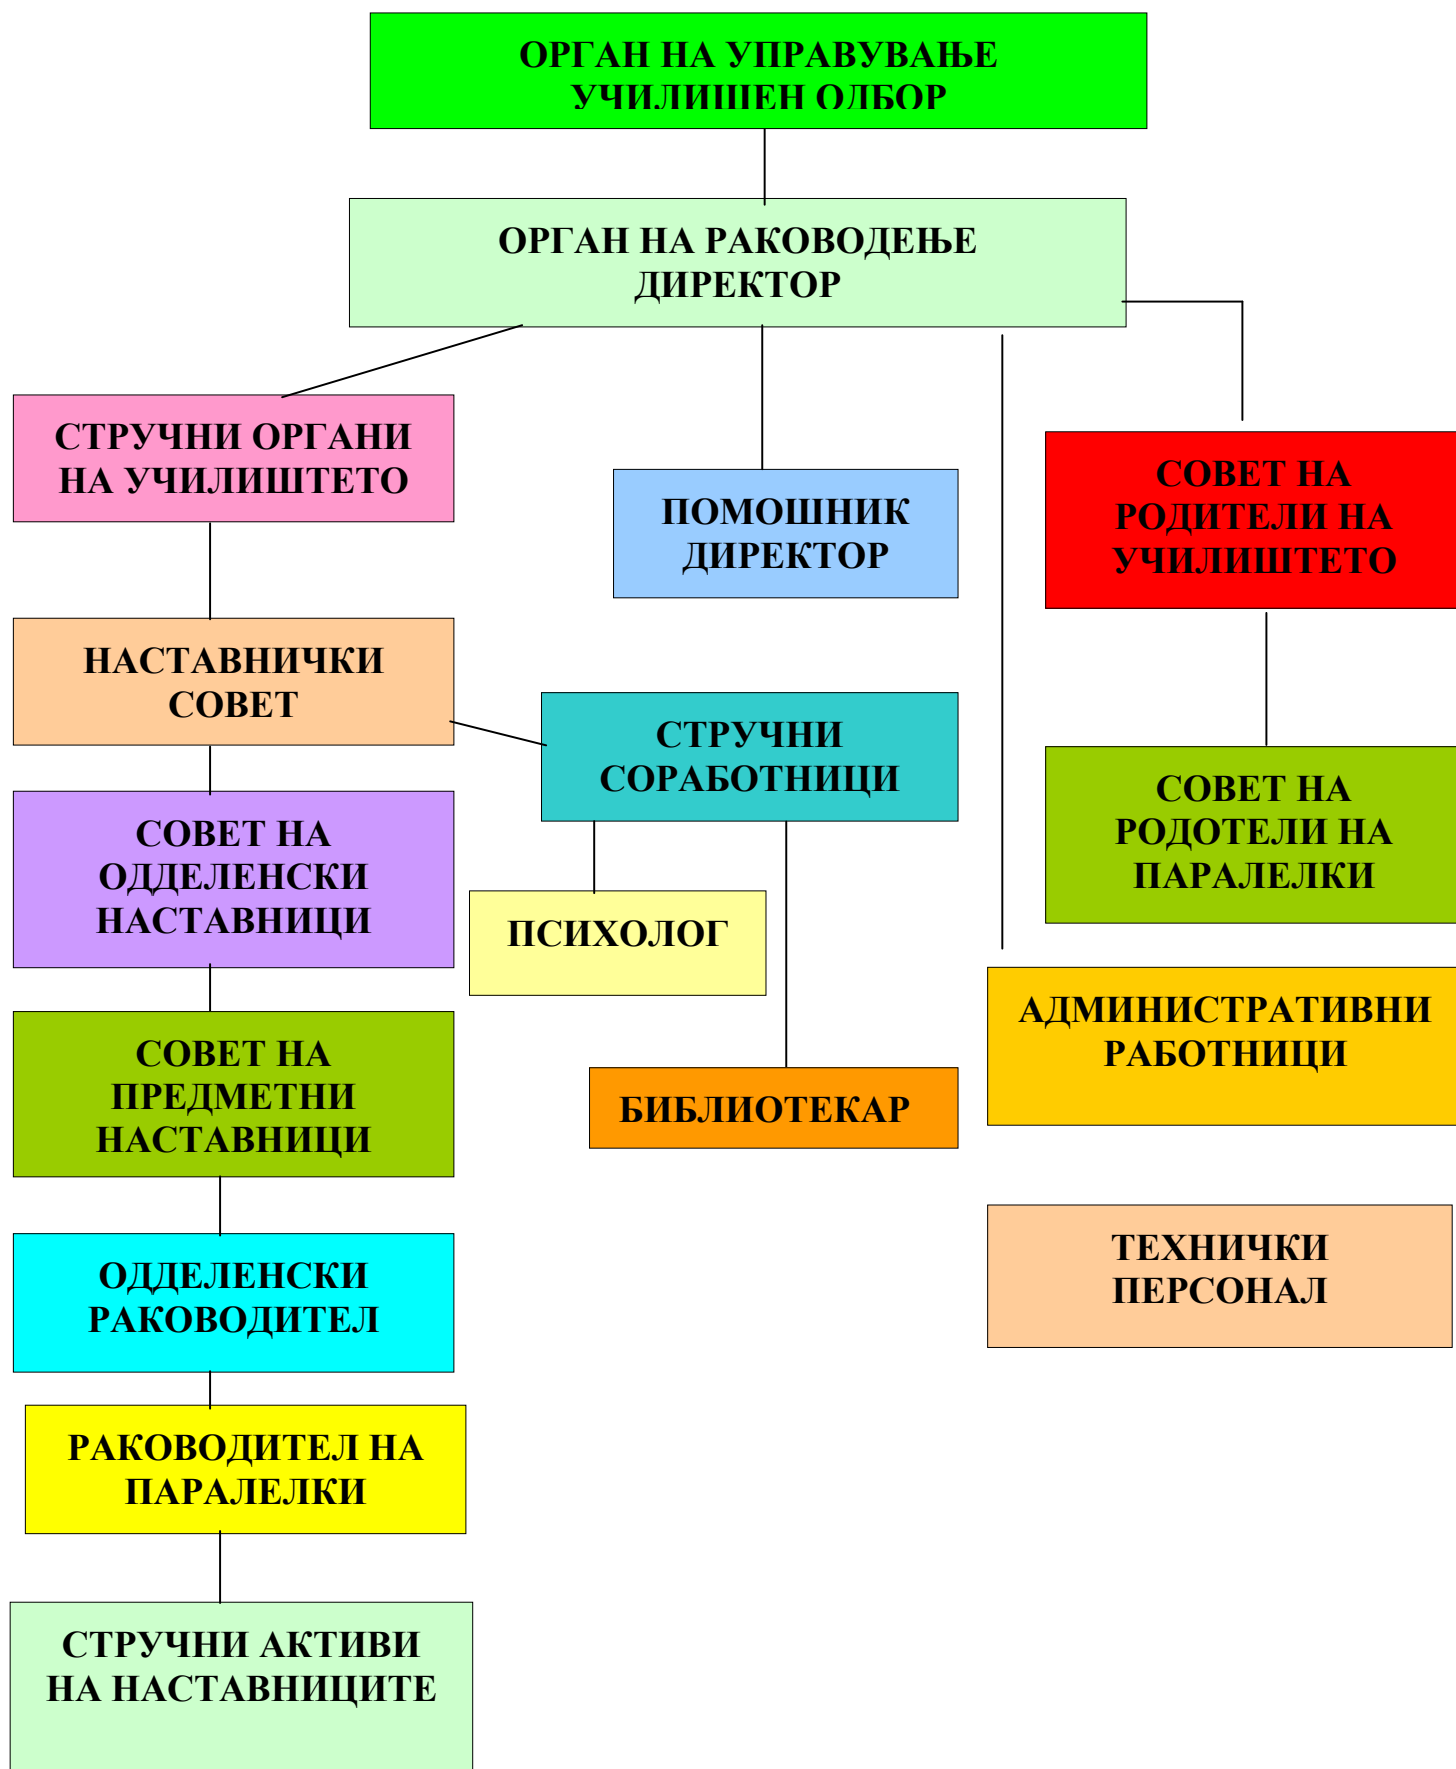 ОРГАН НА УПРАВУВАЊЕ
УЧИЛИШЕН ОДБОР
ОРГАН НА РАКОВОДЕЊЕ
ДИРЕКТОР
СТРУЧНИ ОРГАНИ
НА УЧИЛИШТЕТО
ПОМОШНИК
ДИРЕКТОР
СОВЕТ НА
РОДИТЕЛИ НА
УЧИЛИШТЕТО
НАСТАВНИЧКИ
СОВЕТ
СТРУЧНИ
СОРАБОТНИЦИ
СОВЕТ НА
РОДОТЕЛИ НА
ПАРАЛЕЛКИ
СОВЕТ НА
ОДДЕЛЕНСКИ
НАСТАВНИЦИ
ПСИХОЛОГ
АДМИНИСТРАТИВНИ
РАБОТНИЦИ
СОВЕТ НА
ПРЕДМЕТНИ
НАСТАВНИЦИ
БИБЛИОТЕКАР
ТЕХНИЧКИ
ПЕРСОНАЛ
ОДДЕЛЕНСКИ
РАКОВОДИТЕЛ
РАКОВОДИТЕЛ НА
ПАРАЛЕЛКИ
СТРУЧНИ АКТИВИ
НА НАСТАВНИЦИТЕ